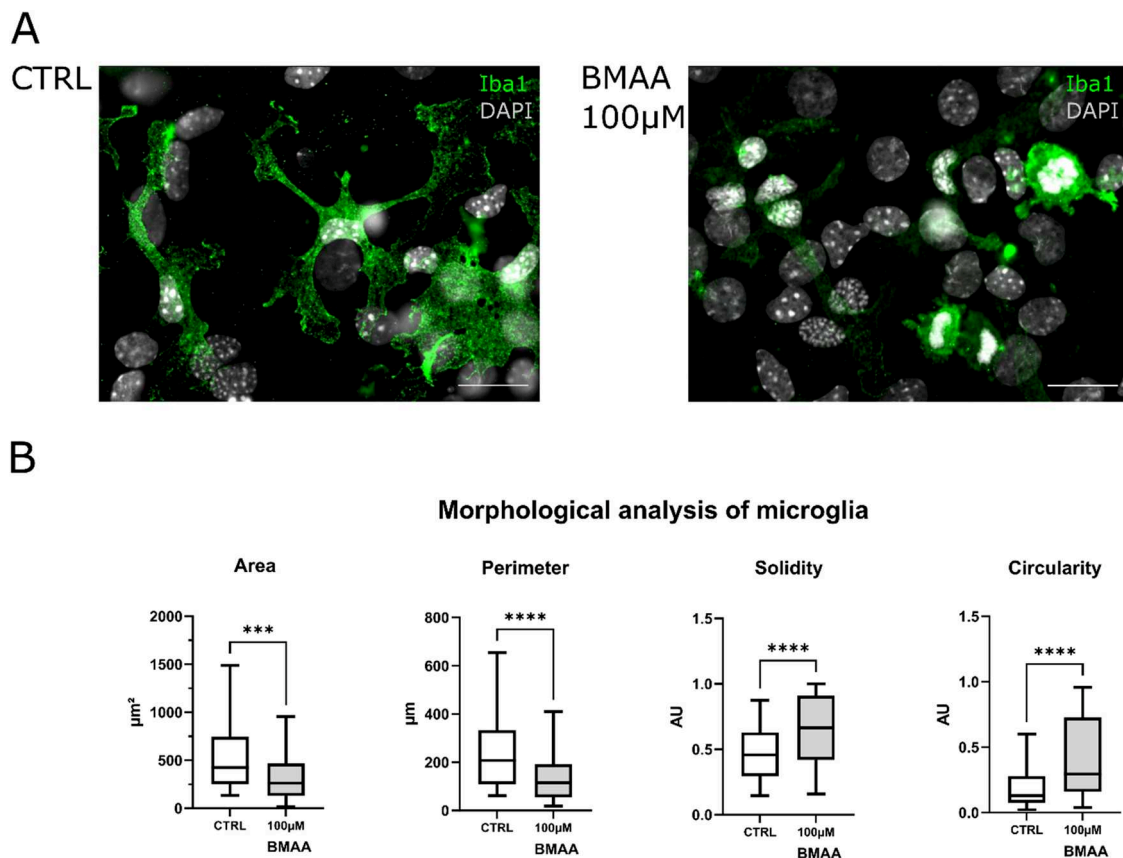 A
CTRL
Iba1
DAPI
BMAA
100µM
Iba1
DAPI
B
Morphological analysis of microglia
Area
µm²
2000
1500
1000
500
0
***
CTRL
100µM
BMAA
Perimeter
µm
800
600
400
200
0
****
CTRL
100µM
BMAA
Solidity
AU
1.5
1.0
0.5
0.0
****
CTRL
100µM
BMAA
Circularity
AU
1.5
1.0
0.5
0.0
****
CTRL
100µM
BMAA